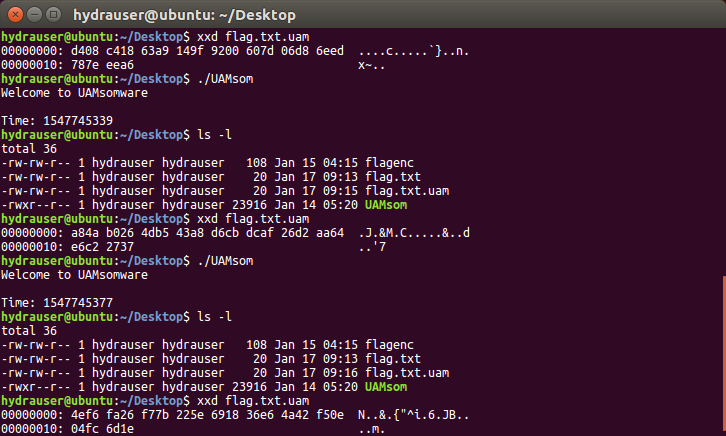 hydrauser@ubuntu: ~/Desktop
hydrauser@ubuntu:~/Desktop$ xxd flag.txt.uam
00000000: d408 c418 63a9 149f 9200 607d 06d8 6eed  ....c.....`}..n.
00000010: 787e eea6                                x~..
hydrauser@ubuntu:~/Desktop$ ./UAMsom
Welcome to UAMsomware
Time: 1547745339
hydrauser@ubuntu:~/Desktop$ ls -l
total 36
-rw-rw-r-- 1 hydrauser hydrauser   108 Jan 15 04:15 flagenc
-rw-rw-r-- 1 hydrauser hydrauser    20 Jan 17 09:13 flag.txt
-rw-rw-r-- 1 hydrauser hydrauser    20 Jan 17 09:15 flag.txt.uam
-rwxr--r-- 1 hydrauser hydrauser 23916 Jan 14 05:20 UAMsom
hydrauser@ubuntu:~/Desktop$ xxd flag.txt.uam
00000000: a84a b026 4db5 43a8 d6cb dcaf 26d2 aa64  .J.&M.C.....&..d
00000010: e6c2 2737                                ..'7
hydrauser@ubuntu:~/Desktop$ ./UAMsom
Welcome to UAMsomware
Time: 1547745377
hydrauser@ubuntu:~/Desktop$ ls -l
total 36
-rw-rw-r-- 1 hydrauser hydrauser   108 Jan 15 04:15 flagenc
-rw-rw-r-- 1 hydrauser hydrauser    20 Jan 17 09:13 flag.txt
-rw-rw-r-- 1 hydrauser hydrauser    20 Jan 17 09:16 flag.txt.uam
-rwxr--r-- 1 hydrauser hydrauser 23916 Jan 14 05:20 UAMsom
hydrauser@ubuntu:~/Desktop$ xxd flag.txt.uam
00000000: 4ef6 fa26 f77b 225e 6918 36e6 4a42 f50e  N..&.{"^i.6.JB..
00000010: 04fc 6d1e                                ..m.